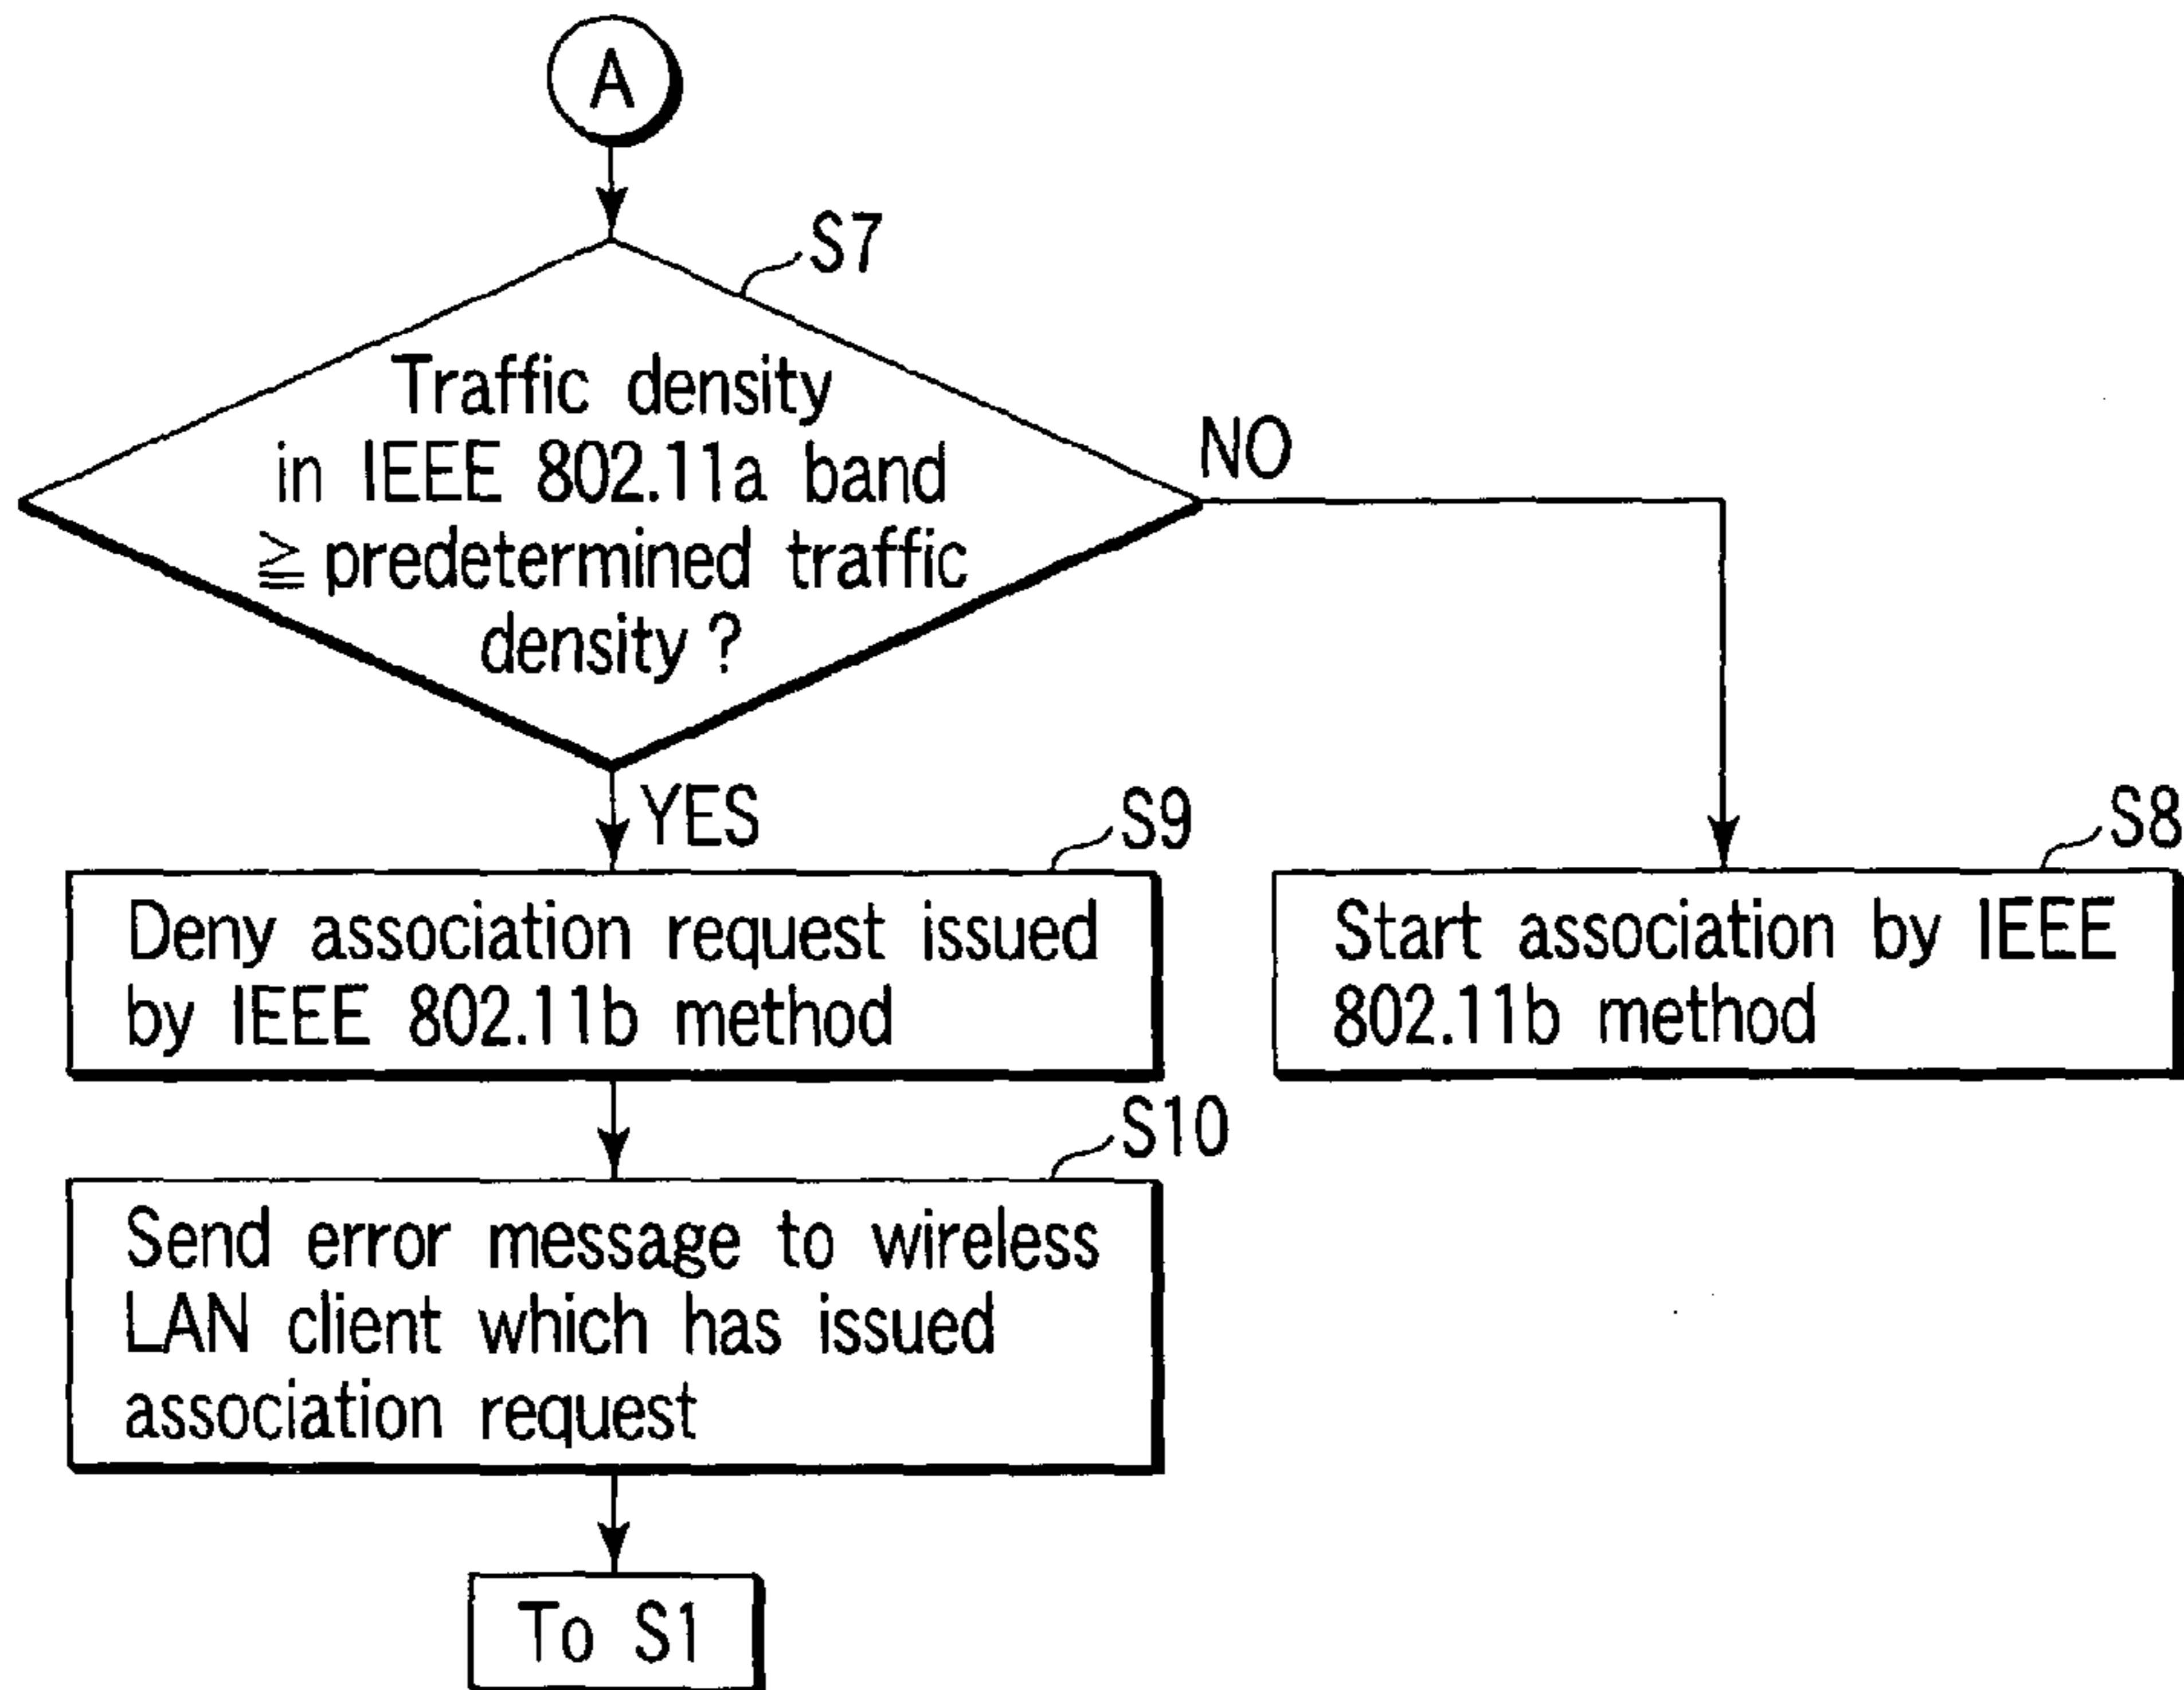 A
S7
Traffic density
in IEEE 802.11a band
≧ predetermined traffic
density ?
NO
YES
S9
S8
Deny association request issued
by IEEE 802.11b method
Start association by IEEE
802.11b method
S10
Send error message to wireless
LAN client which has issued
association request
To S1